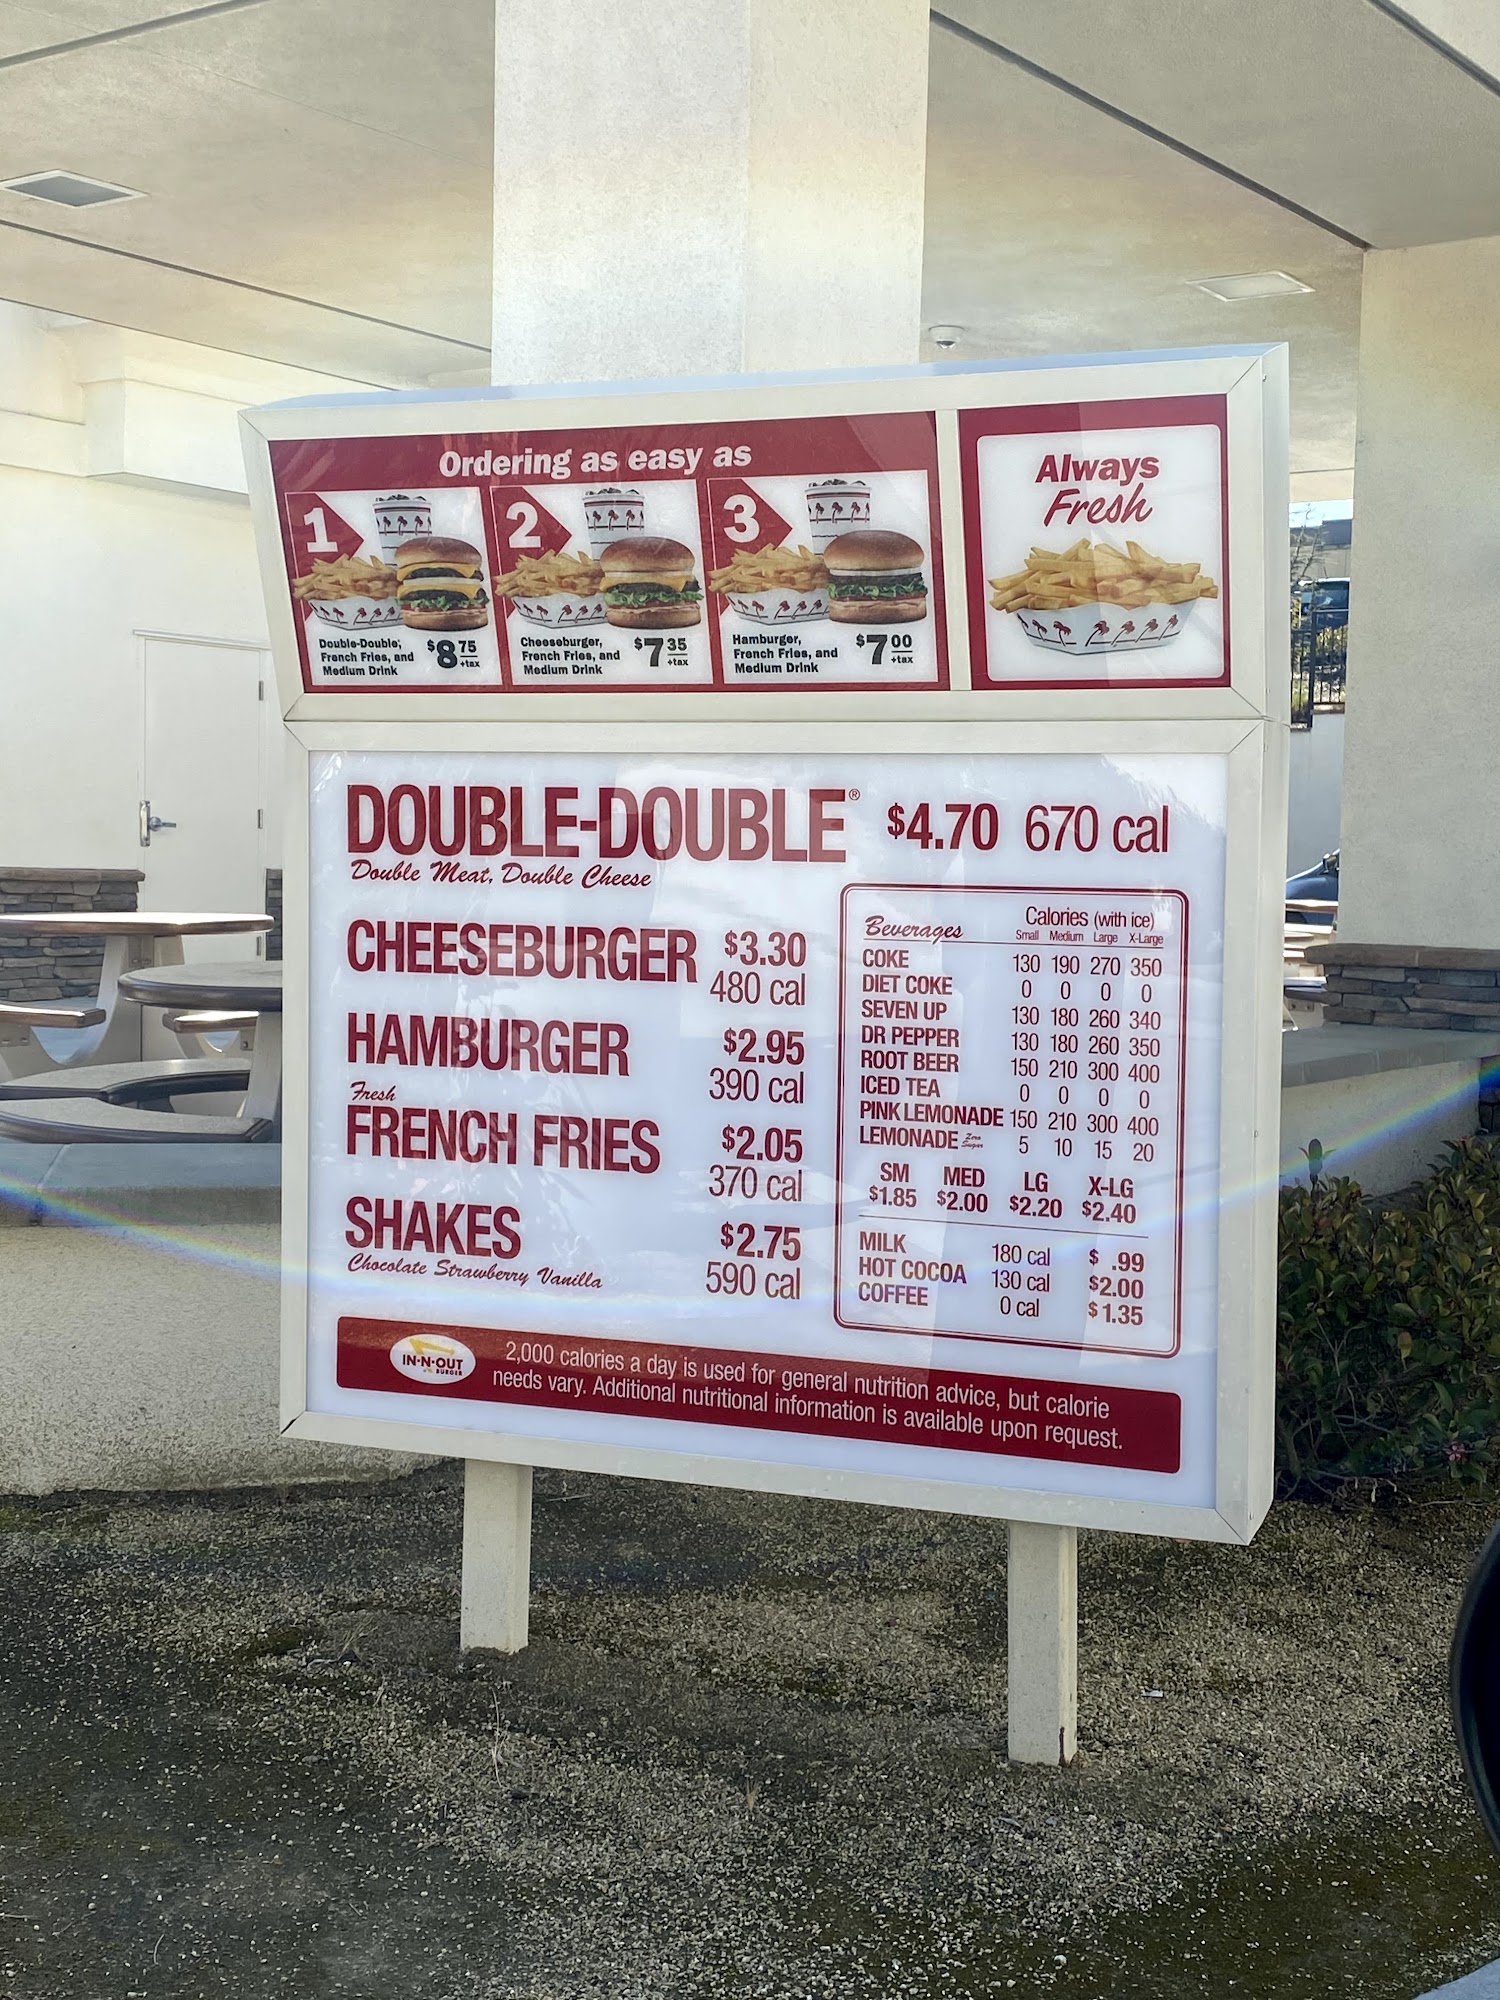 Ordering as easy as
1
Double-Double®,
French Fries, and
Medium Drink
$8 75
+tax
2
Cheeseburger,
French Fries, and
Medium Drink
$7 35
+tax
3
Hamburger,
French Fries, and
Medium Drink
$7 00
+tax
Always
Fresh
DOUBLE-DOUBLE® $4.70 670 cal
Double Meat, Double Cheese
CHEESEBURGER $3.30
480 cal
HAMBURGER $2.95
390 cal
Fresh
FRENCH FRIES $2.05
370 cal
SHAKES $2.75
Chocolate Strawberry Vanilla 590 cal
Beverages Calories (with ice)
Small Medium Large X-Large
COKE 130 190 270 350
DIET COKE 0 0 0 0
SEVEN UP 130 180 260 340
DR PEPPER 130 180 260 350
ROOT BEER 150 210 300 400
ICED TEA 0 0 0 0
PINK LEMONADE 150 210 300 400
LEMONADE Zero Sugar 5 10 15 20
SM MED LG X-LG
$1.85 $2.00 $2.20 $2.40
MILK 180 cal $ .99
HOT COCOA 130 cal $2.00
COFFEE 0 cal $1.35
IN-N-OUT
BURGER
2,000 calories a day is used for general nutrition advice, but calorie
needs vary. Additional nutritional information is available upon request.